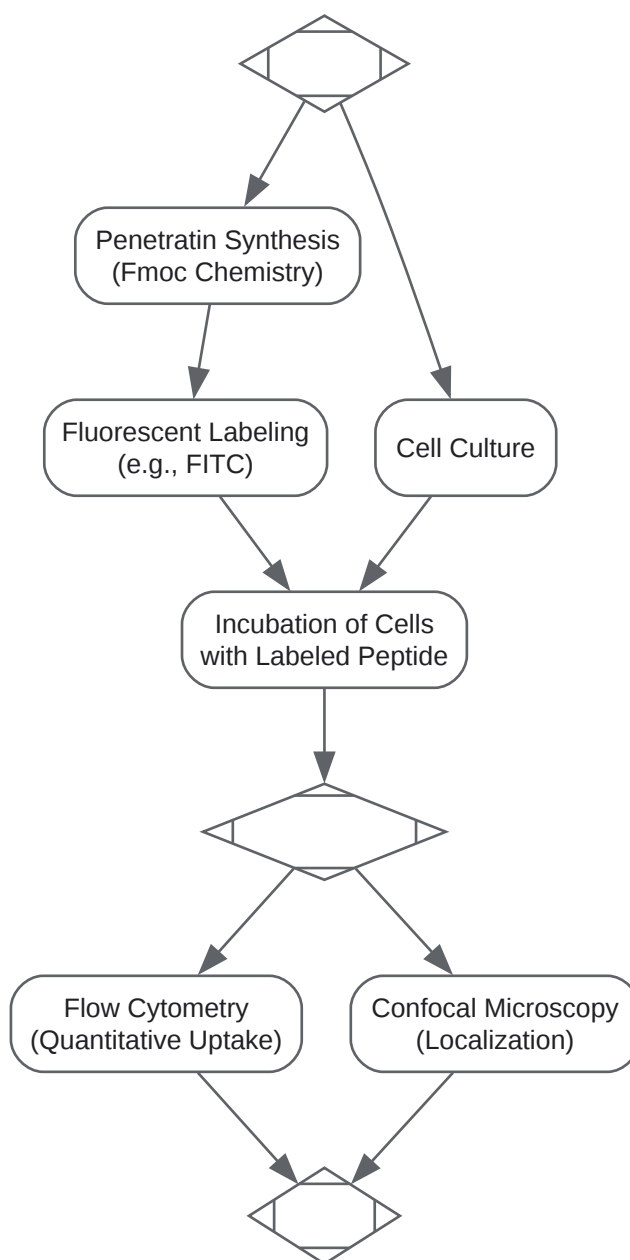 Penetratin Synthesis
(Fmoc Chemistry)
Fluorescent Labeling
(e.g., FITC)
Cell Culture
Incubation of Cells
with Labeled Peptide
Flow Cytometry
(Quantitative Uptake)
Confocal Microscopy
(Localization)